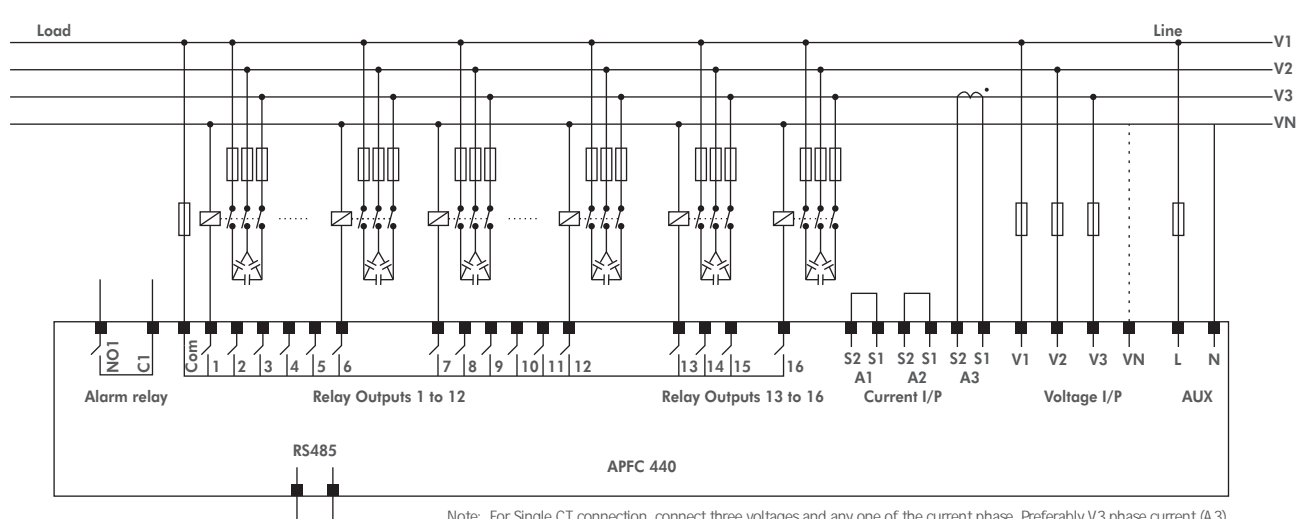 Load Line
V1
V2
V3
VN
NO1 C1 Com 1 2 3 4 5 6 7 8 9 10 11 12 13 14 15 16 S2 S1 S2 S1 S2 S1 V1 V2 V3 VN L N
A1 A2 A3
Alarm relay Relay Outputs 1 to 12 Relay Outputs 13 to 16 Current I/P Voltage I/P AUX
RS485
APFC 440
Note: For Single CT connection, connect three voltages and any one of the current phase. Preferably V3 phase current (A3)